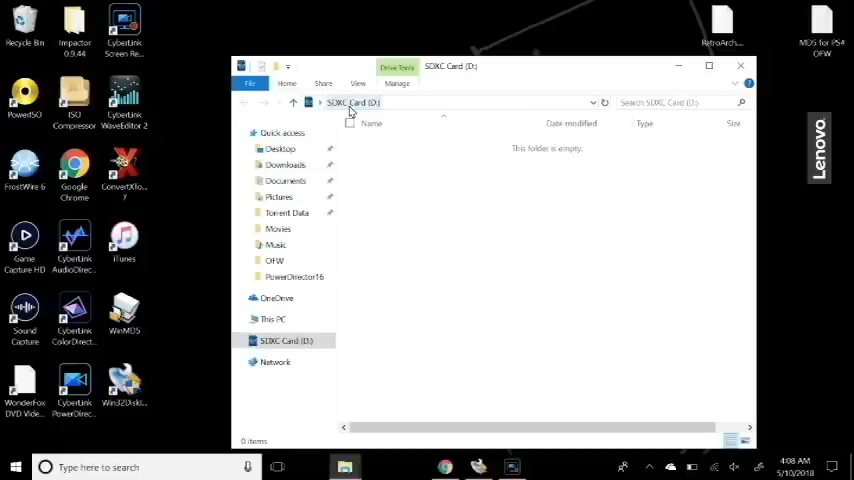 Recycle Bin
Impactor
0.9.44
CyberLink
Screen Re...
PowerISO
ISO
Compressor
CyberLink
WaveEditor 2
FrostWire 6
Google
Chrome
ConvertXTo...
7
Game
Capture HD
CyberLink
AudioDirec...
iTunes
Sound
Capture
CyberLink
ColorDirect...
WinMD5
WonderFox
DVD Video...
CyberLink
PowerDirec...
Win32DiskI...
RetroArch...
MD5 for PS4
OFW
Lenovo
Drive Tools
SDXC Card (D:)
File
Home
Share
View
Manage
SDXC Card (D:)
Search SDXC Card (D:)
Name
Date modified
Type
Size
This folder is empty.
Quick access
Desktop
Downloads
Documents
Pictures
Torrent Data
Movies
Music
OFW
PowerDirector16
OneDrive
This PC
SDXC Card (D:)
Network
0 items
Type here to search
4:08 AM
5/10/2018